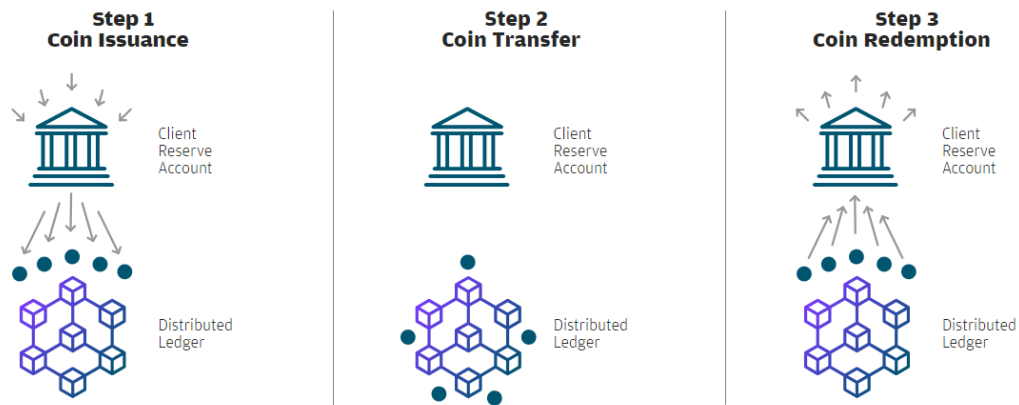 Step 1
Coin Issuance
Client
Reserve
Account
Distributed
Ledger
Step 2
Coin Transfer
Client
Reserve
Account
Distributed
Ledger
Step 3
Coin Redemption
Client
Reserve
Account
Distributed
Ledger